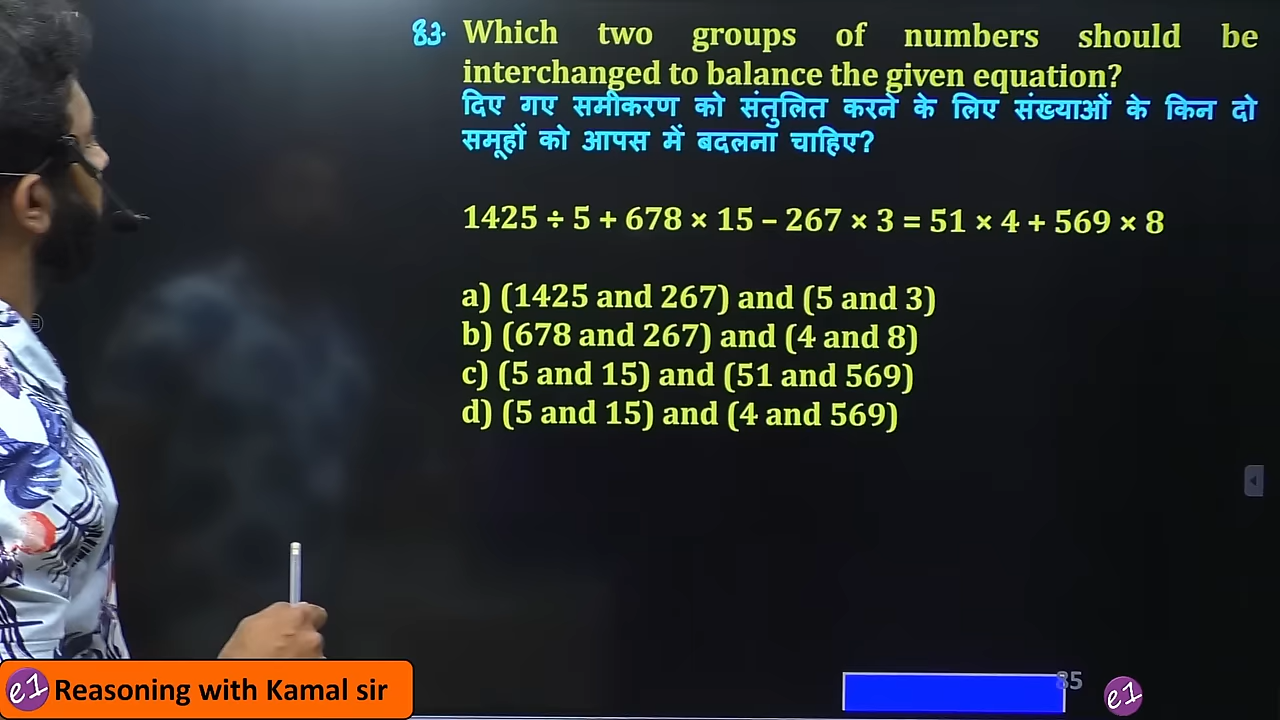 83. Which two groups of numbers should be
interchanged to balance the given equation?
दिए गए समीकरण को संतुलित करने के लिए संख्याओं के किन दो
समूहों को आपस में बदलना चाहिए?
1425 ÷ 5 + 678 × 15 – 267 × 3 = 51 × 4 + 569 × 8
a) (1425 and 267) and (5 and 3)
b) (678 and 267) and (4 and 8)
c) (5 and 15) and (51 and 569)
d) (5 and 15) and (4 and 569)
e1 Reasoning with Kamal sir
85
e1